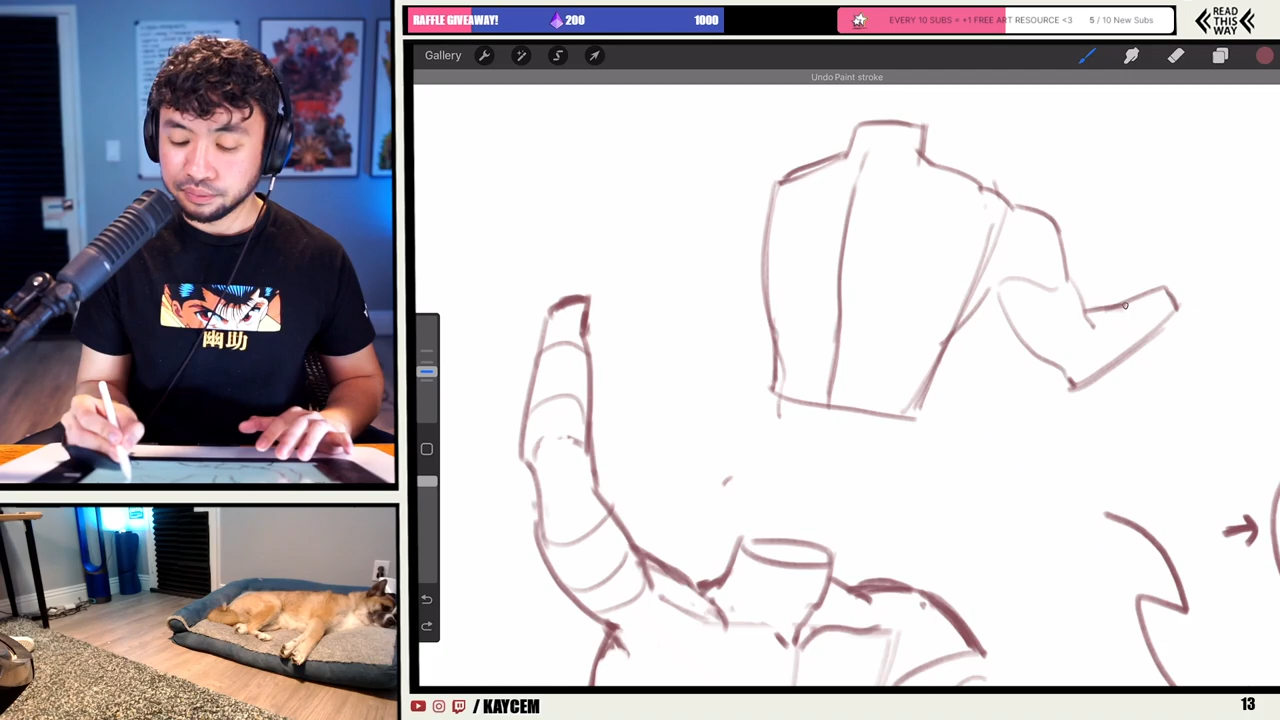 RAFFLE GIVEAWAY! 200 1000
EVERY 10 SUBS = +1 FREE ART RESOURCE <3 5 / 10 New Subs
READ
THIS
WAY
Gallery
Undo Paint stroke
幽助
/ KAYCEM
13